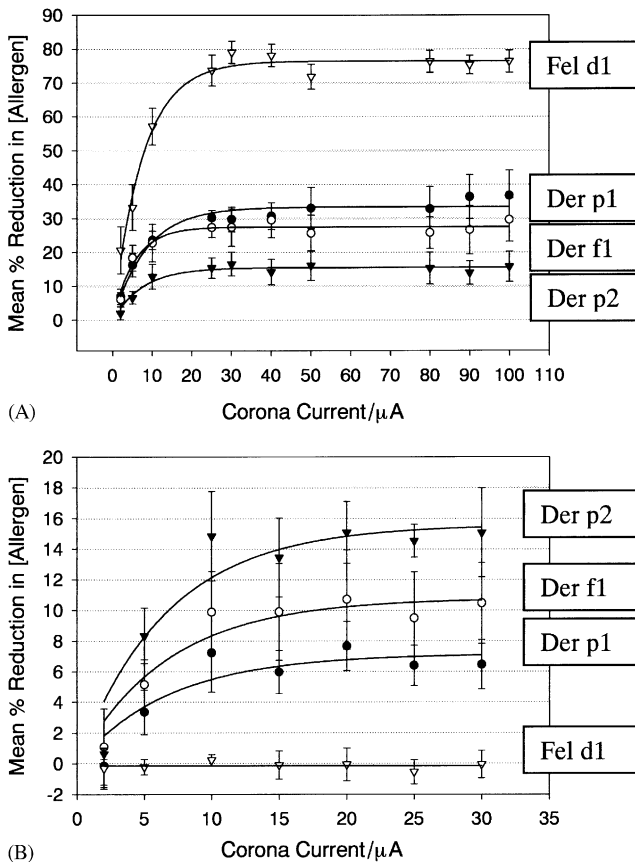 Mean % Reduction in [Allergen]
90
80
70
60
50
40
30
20
10
0
0 10 20 30 40 50 60 70 80 90 100 110
Corona Current/μA
(A)
Fel d1
Der p1
Der f1
Der p2
Mean % Reduction in [Allergen]
20
18
16
14
12
10
8
6
4
2
0
-2
0 5 10 15 20 25 30 35
Corona Current/μA
(B)
Der p2
Der f1
Der p1
Fel d1